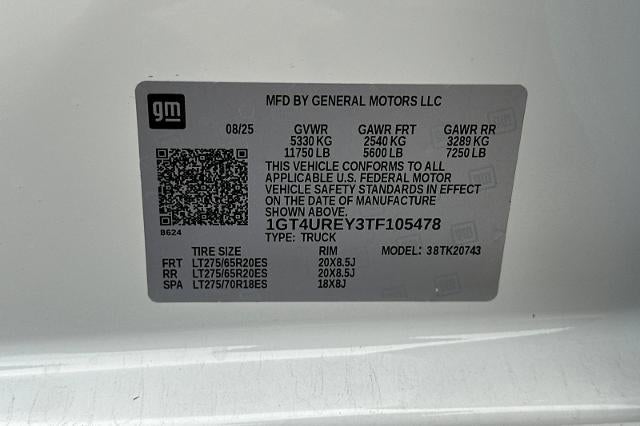 gm
MFD BY GENERAL MOTORS LLC
08/25 GVWR GAWR FRT GAWR RR
5330 KG 2540 KG 3289 KG
11750 LB 5600 LB 7250 LB
THIS VEHICLE CONFORMS TO ALL
APPLICABLE U.S. FEDERAL MOTOR
VEHICLE SAFETY STANDARDS IN EFFECT
ON THE DATE OF MANUFACTURE
SHOWN ABOVE.
8624
1GT4UREY3TF105478
TYPE: TRUCK
TIRE SIZE RIM MODEL: 38TK20743
FRT LT275/65R20ES 20X8.5J
RR LT275/65R20ES 20X8.5J
SPA LT275/70R18ES 18X8J